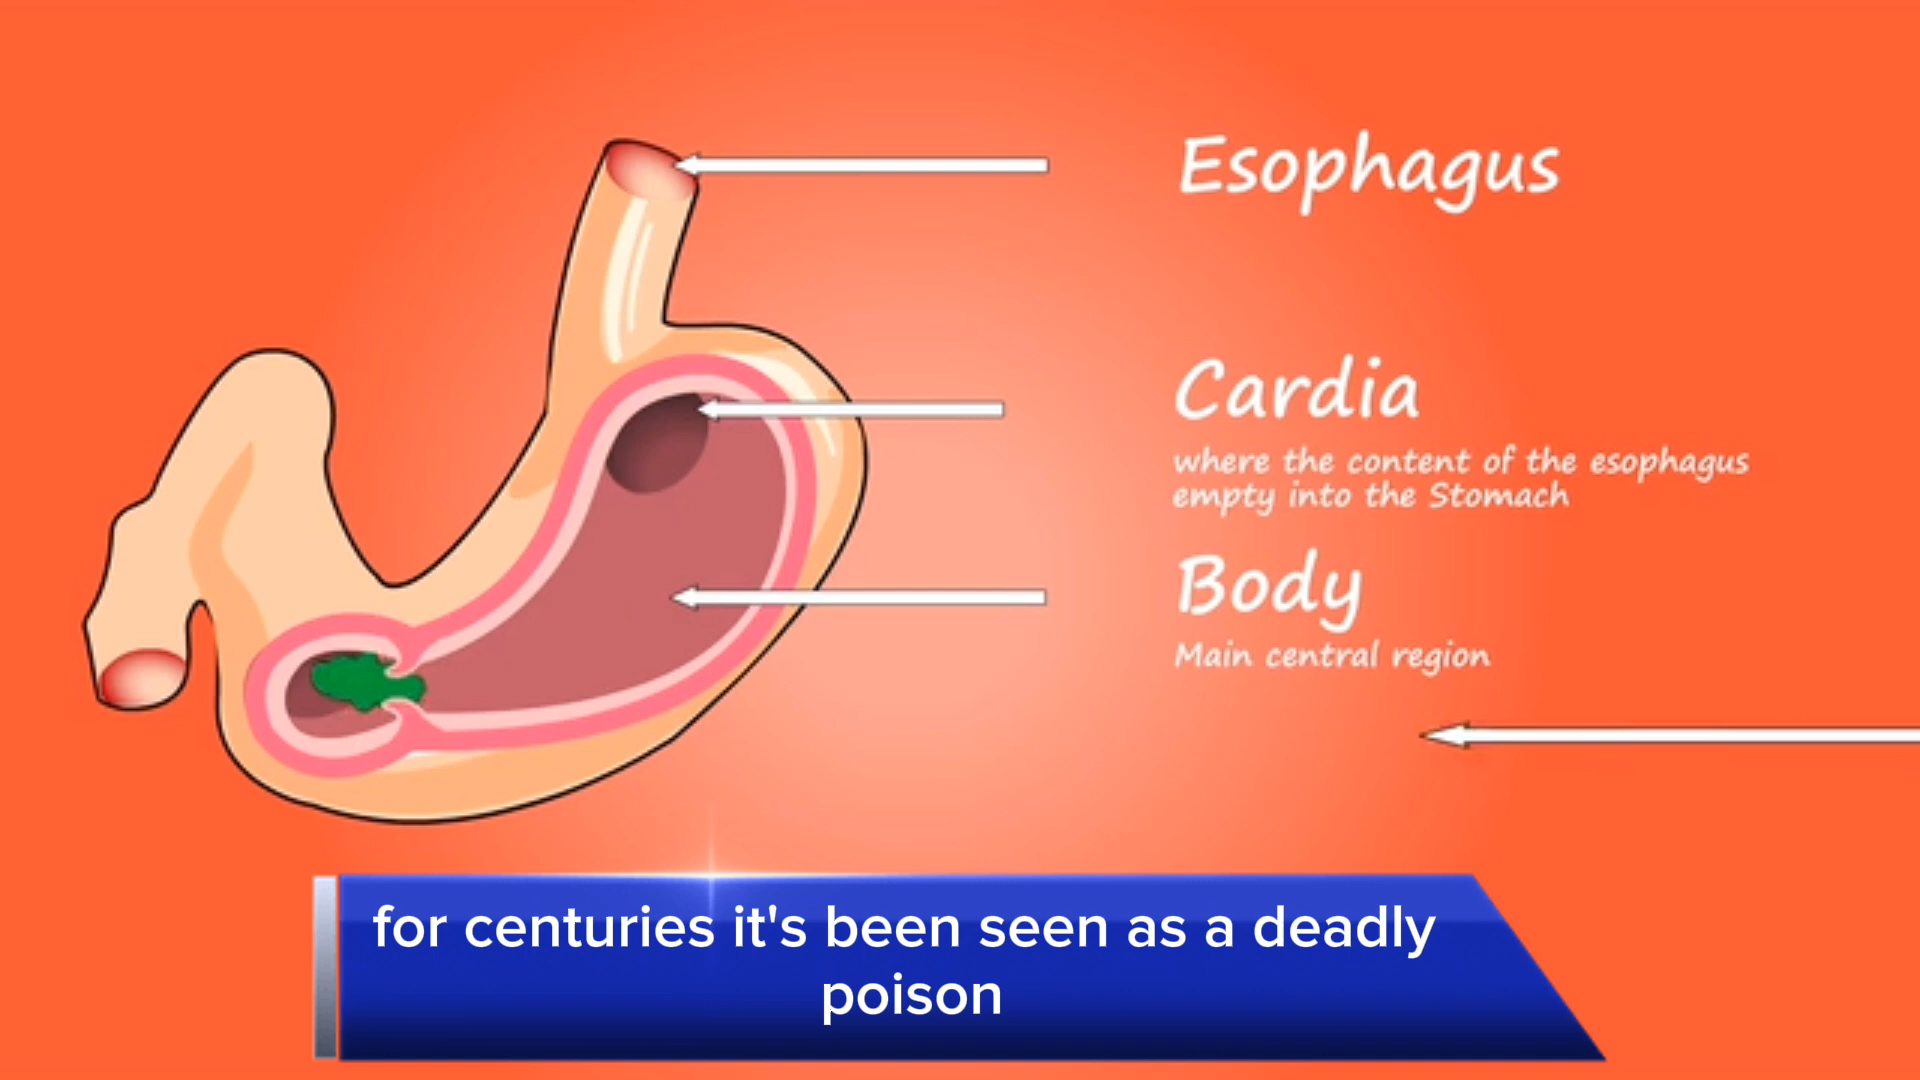 Esophagus
Cardia
where the content of the esophagus
empty into the Stomach
Body
Main central region
for centuries it's been seen as a deadly
poison